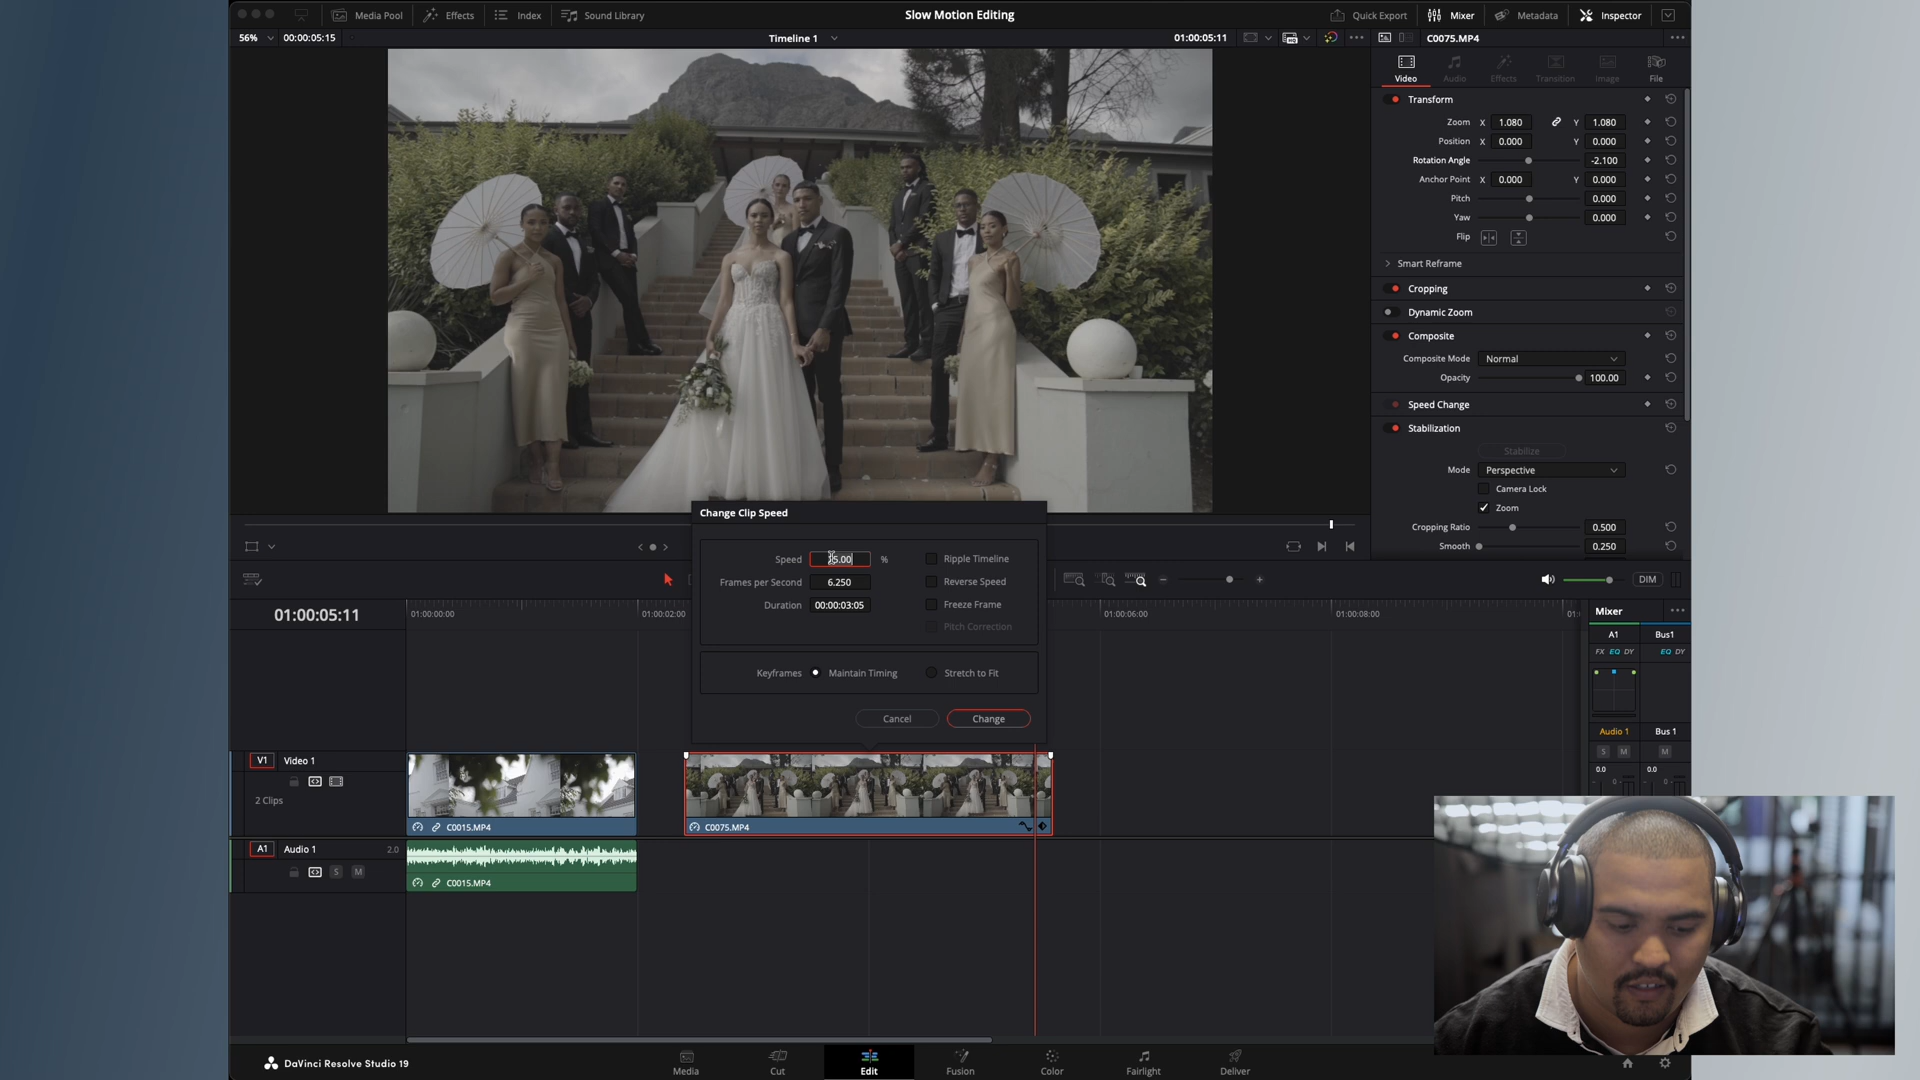 Media Pool Effects Index Sound Library Slow Motion Editing Quick Export Mixer Metadata Inspector
56% 00:00:05:15 Timeline 1 01:00:05:11 C0075.MP4
Video Audio Effects Transition Image File
Transform
Zoom X 1.080 Y 1.080
Position X 0.000 Y 0.000
Rotation Angle -2.100
Anchor Point X 0.000 Y 0.000
Pitch 0.000
Yaw 0.000
Flip
Smart Reframe
Cropping
Dynamic Zoom
Composite
Composite Mode Normal
Opacity 100.00
Speed Change
Stabilization
Stabilize
Mode Perspective
Camera Lock
Zoom
Cropping Ratio 0.500
Smooth 0.250
Change Clip Speed
Speed 5.00 % Ripple Timeline
Frames per Second 6.250 Reverse Speed
Duration 00:00:03:05 Freeze Frame
Pitch Correction
Keyframes Maintain Timing Stretch to Fit
Cancel Change
DIM
01:00:05:11 01:00:00:00 01:00:02:00 01:00:06:00 01:00:08:00 01:
Mixer
A1 Bus1
FX EQ DY EQ DY
Audio 1 Bus 1
S M M
0.0 0.0
0
V1 Video 1
2 Clips
C0015.MP4 C0075.MP4
A1 Audio 1 2.0
S M
C0015.MP4
DaVinci Resolve Studio 19
Media Cut Edit Fusion Color Fairlight Deliver